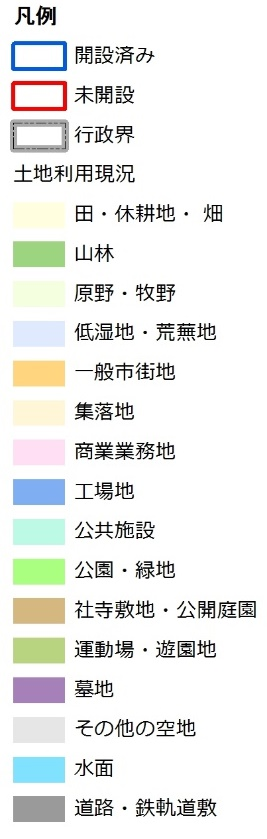 凡例
開設済み
未開設
行政界
土地利用現況
田・休耕地・ 畑
山林
原野・牧野
低湿地・荒蕪地
一般市街地
集落地
商業業務地
工場地
公共施設
公園・緑地
社寺敷地・公開庭園
運動場・遊園地
墓地
その他の空地
水面
道路・鉄軌道敷